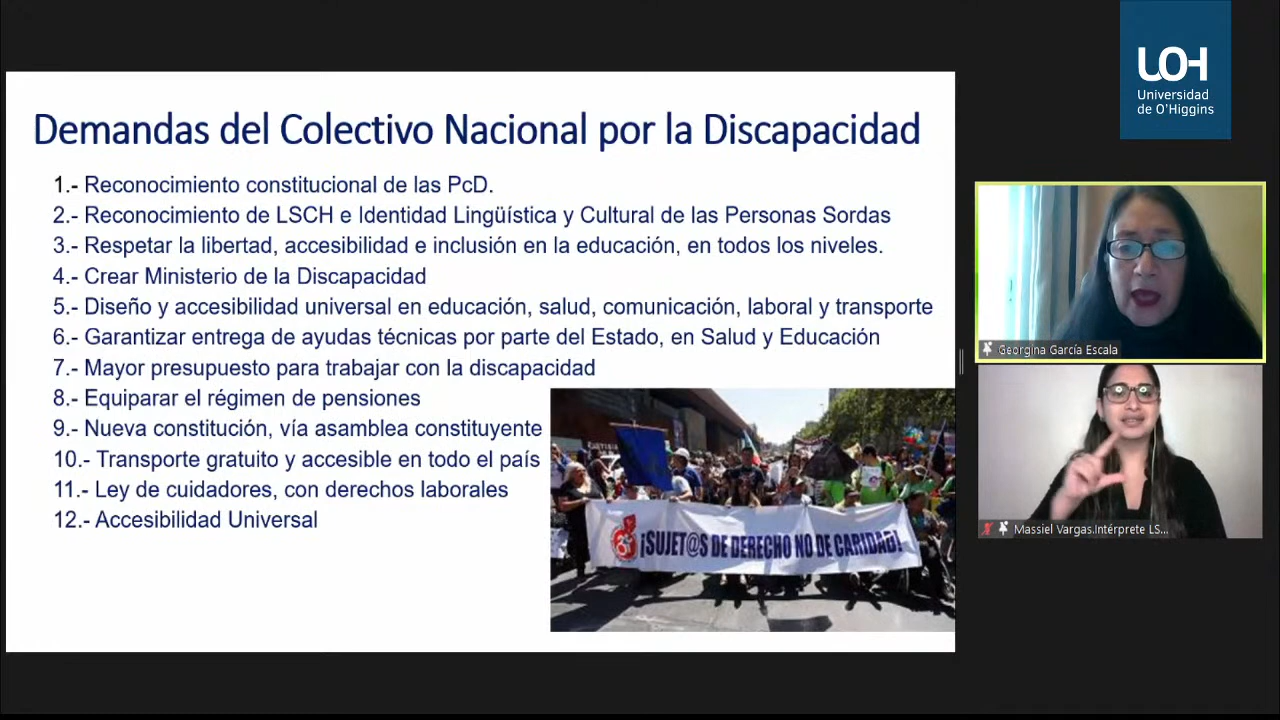 UOH
Universidad
de O'Higgins
Demandas del Colectivo Nacional por la Discapacidad
1.- Reconocimiento constitucional de las PcD.
2.- Reconocimiento de LSCH e Identidad Lingüística y Cultural de las Personas Sordas
3.- Respetar la libertad, accesibilidad e inclusión en la educación, en todos los niveles.
4.- Crear Ministerio de la Discapacidad
5.- Diseño y accesibilidad universal en educación, salud, comunicación, laboral y transporte
6.- Garantizar entrega de ayudas técnicas por parte del Estado, en Salud y Educación
7.- Mayor presupuesto para trabajar con la discapacidad
8.- Equiparar el régimen de pensiones
9.- Nueva constitución, vía asamblea constituyente
10.- Transporte gratuito y accesible en todo el país
11.- Ley de cuidadores, con derechos laborales
12.- Accesibilidad Universal
¡SUJET@S DE DERECHO NO DE CARIDAD!
Georgina García Escala
Massiel Vargas.Intérprete LS...